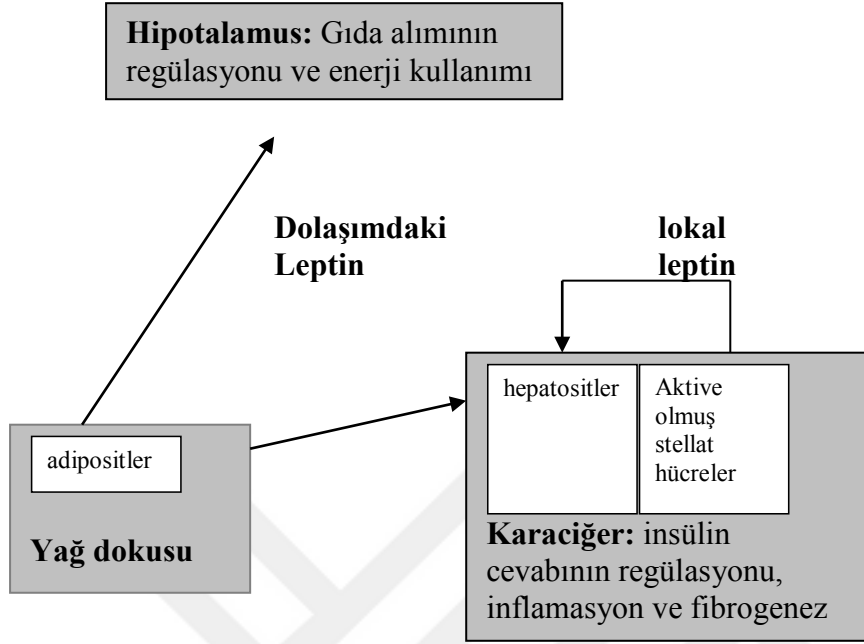 Hipotalamus: Gıda alımının
regülasyonu ve enerji kullanımı
Dolaşımdaki
Leptin
lokal
leptin
hepatositler
Aktive
olmuş
stellat
hücreler
adipositler
Yağ dokusu
Karaciğer: insülin
cevabının regülasyonu,
inflamasyon ve fibrogenez